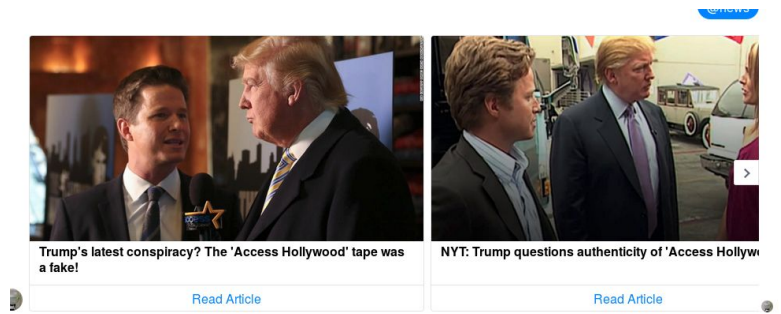 @news
Trump's latest conspiracy? The 'Access Hollywood' tape was
a fake!
NYT: Trump questions authenticity of 'Access Hollywo
Read Article
Read Article